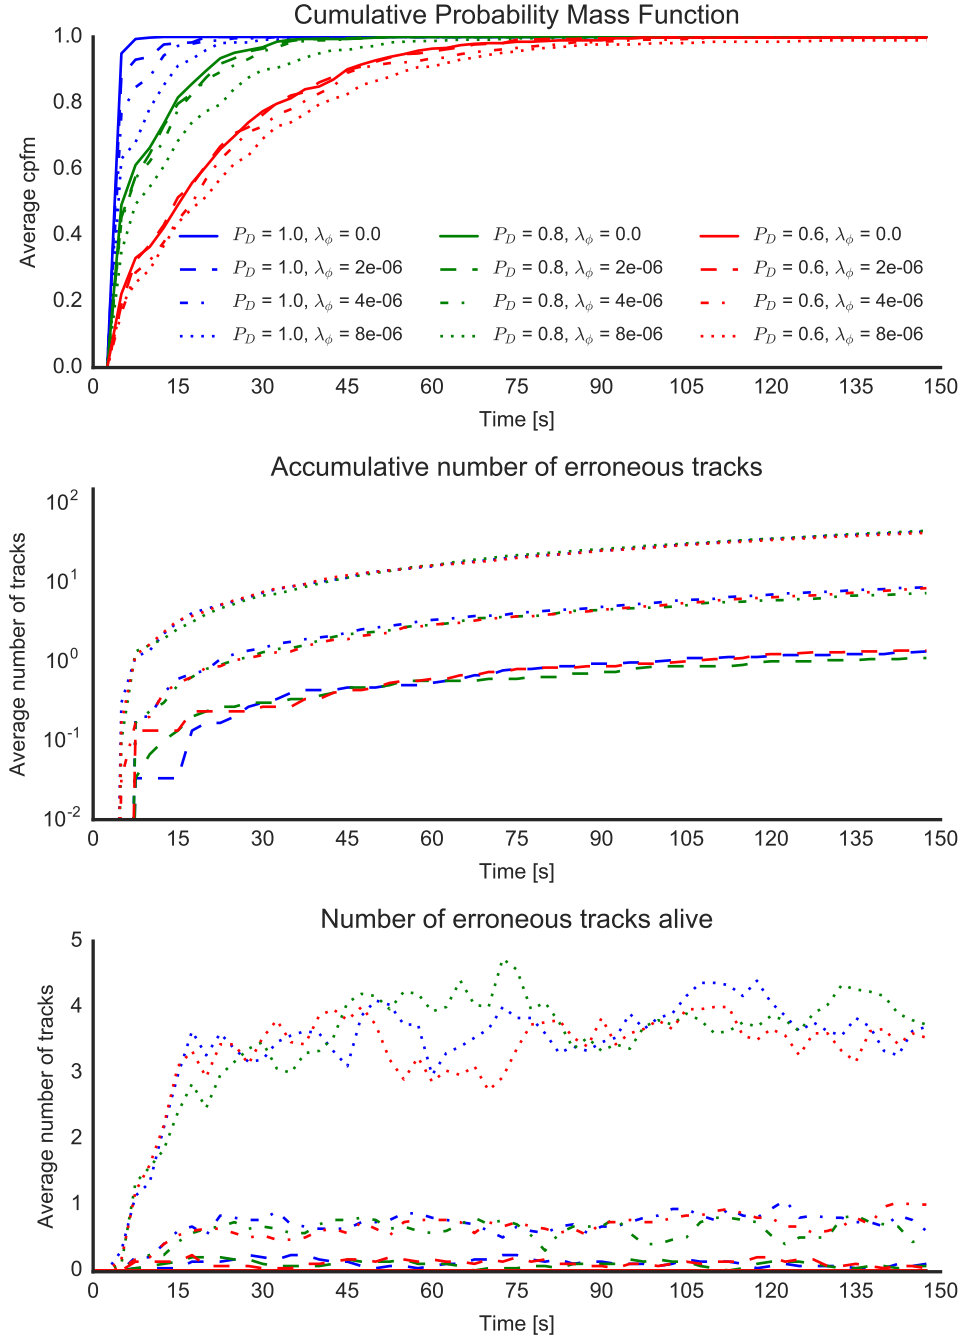 Cumulative Probability Mass Function
1.0
0.8
0.6
0.4
0.2
0.0
Average cpfm
P_D = 1.0, λ_ϕ = 0.0
P_D = 0.8, λ_ϕ = 0.0
P_D = 0.6, λ_ϕ = 0.0
P_D = 1.0, λ_ϕ = 2e-06
P_D = 0.8, λ_ϕ = 2e-06
P_D = 0.6, λ_ϕ = 2e-06
P_D = 1.0, λ_ϕ = 4e-06
P_D = 0.8, λ_ϕ = 4e-06
P_D = 0.6, λ_ϕ = 4e-06
P_D = 1.0, λ_ϕ = 8e-06
P_D = 0.8, λ_ϕ = 8e-06
P_D = 0.6, λ_ϕ = 8e-06
0 15 30 45 60 75 90 105 120 135 150
Time [s]
Accumulative number of erroneous tracks
10^2
10^1
10^0
10^-1
10^-2
Average number of tracks
0 15 30 45 60 75 90 105 120 135 150
Time [s]
Number of erroneous tracks alive
5
4
3
2
1
0
Average number of tracks
0 15 30 45 60 75 90 105 120 135 150
Time [s]